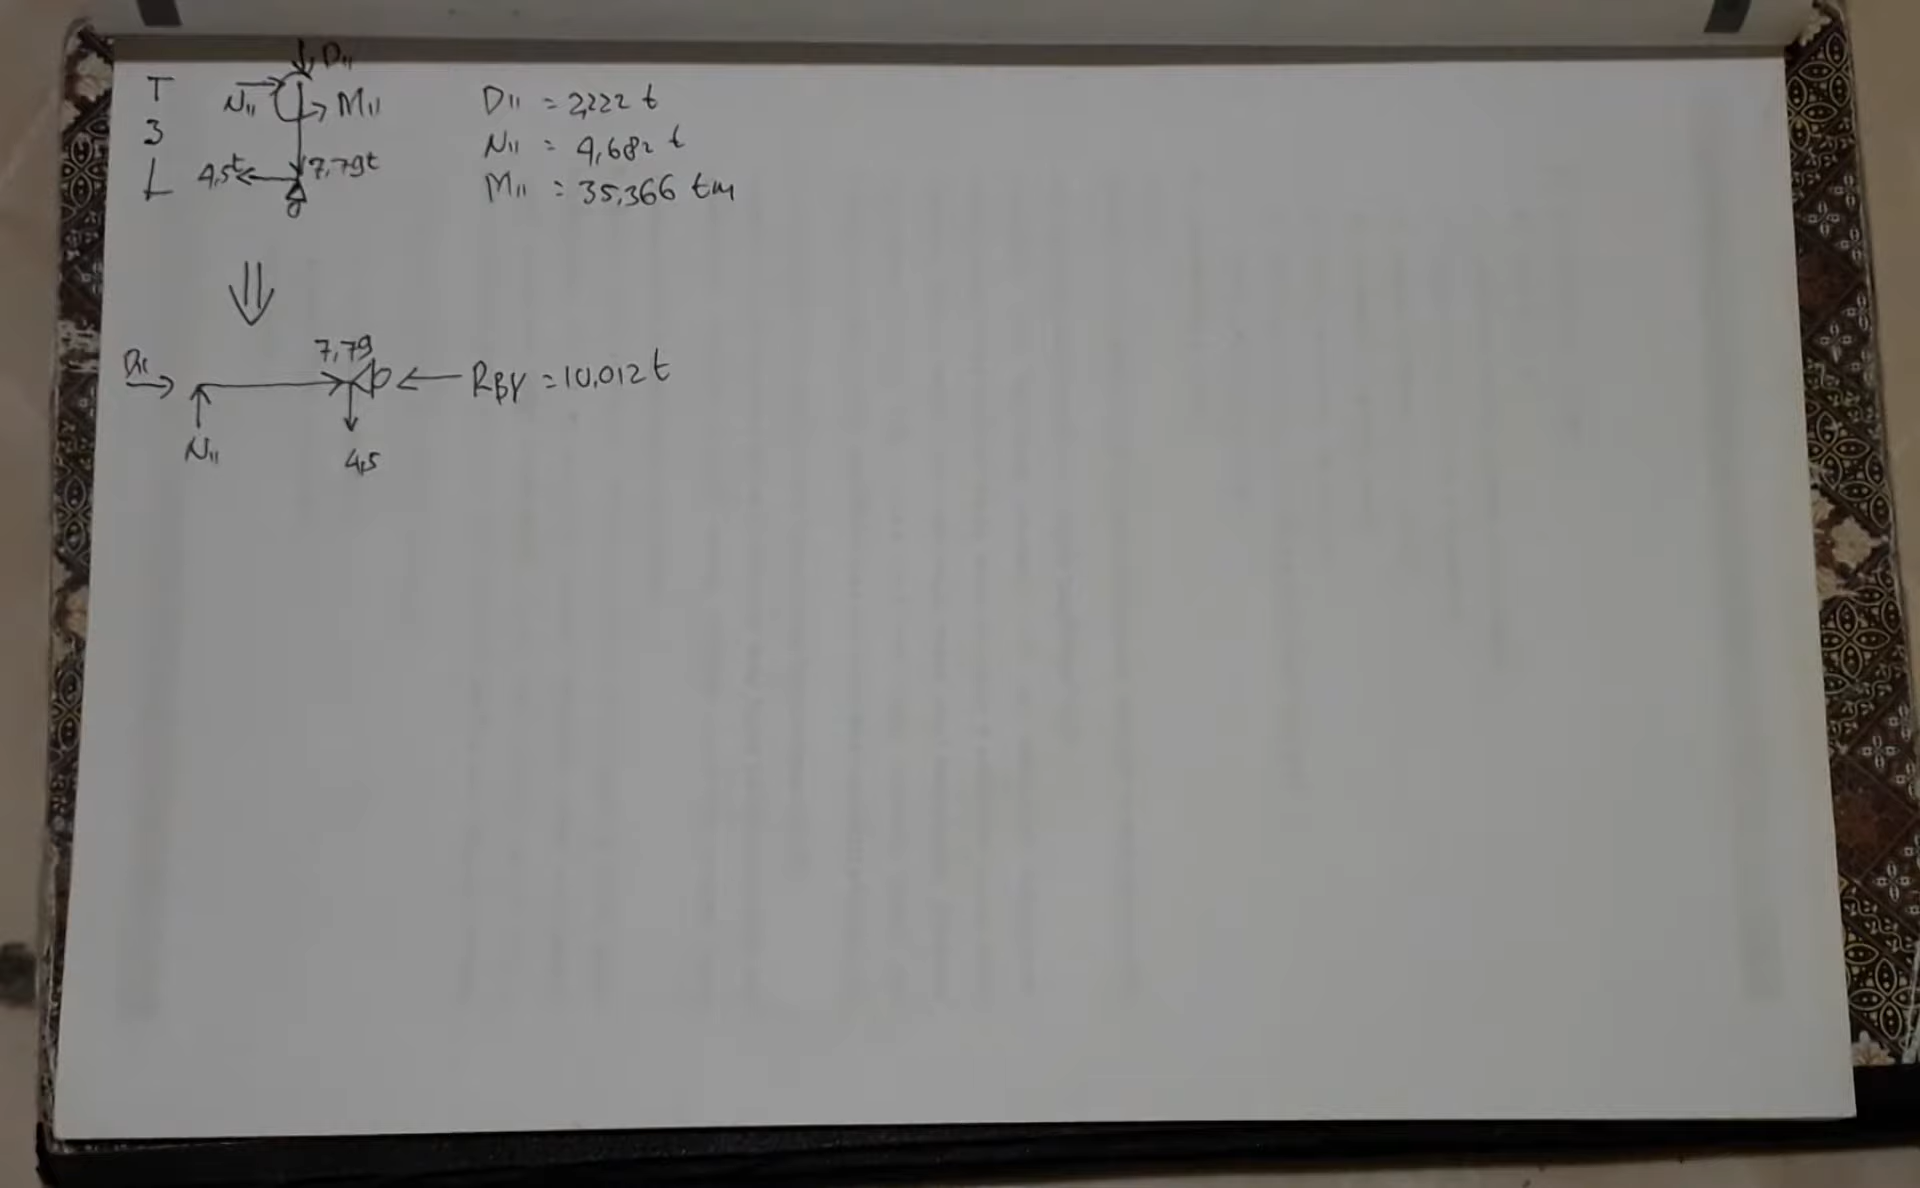 D11
T
N11
M11
3
4,5t
7,79t
L
D11 = 2,222 t
N11 = 4,682 t
M11 = 35,366 tm
7,79
D11
RBY = 10,012 t
N11
4,5